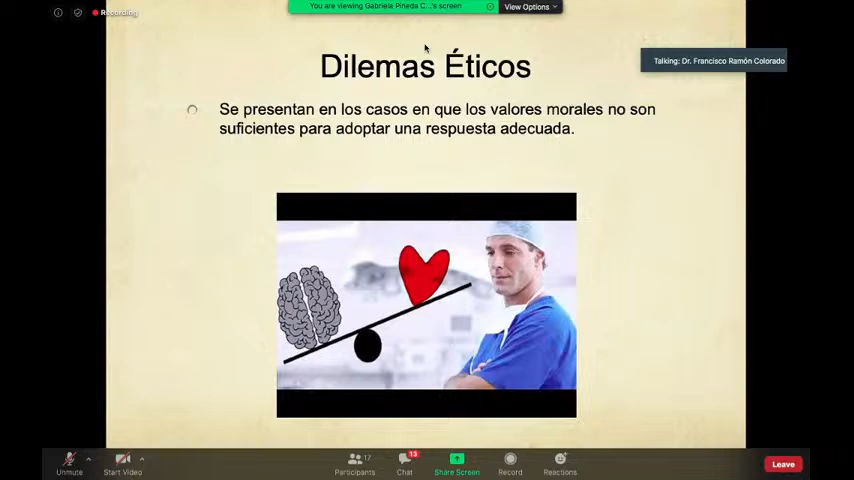 You are viewing Gabriela Pineda C...'s screen
View Options
Recording
Talking: Dr. Francisco Ramón Colorado
Dilemas Éticos
Se presentan en los casos en que los valores morales no son
suficientes para adoptar una respuesta adecuada.
Unmute
Start Video
Participants
17
Chat
13
Share Screen
Record
Reactions
Leave